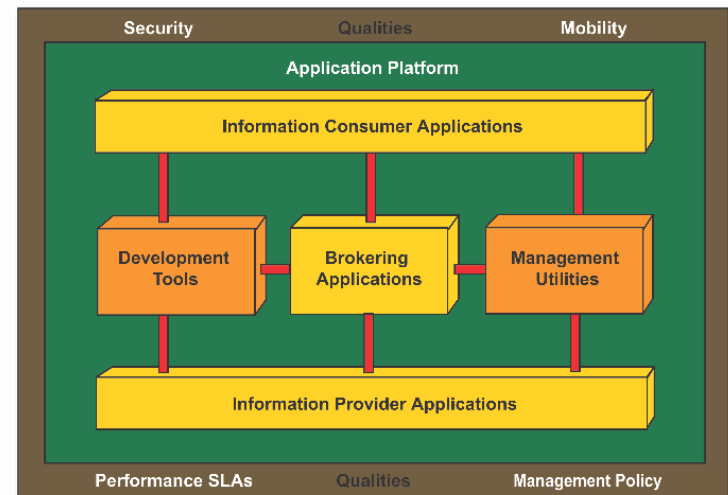 Security Qualities Mobility
Application Platform
Information Consumer Applications
Development
Tools
Brokering
Applications
Management
Utilities
Information Provider Applications
Performance SLAs Qualities Management Policy